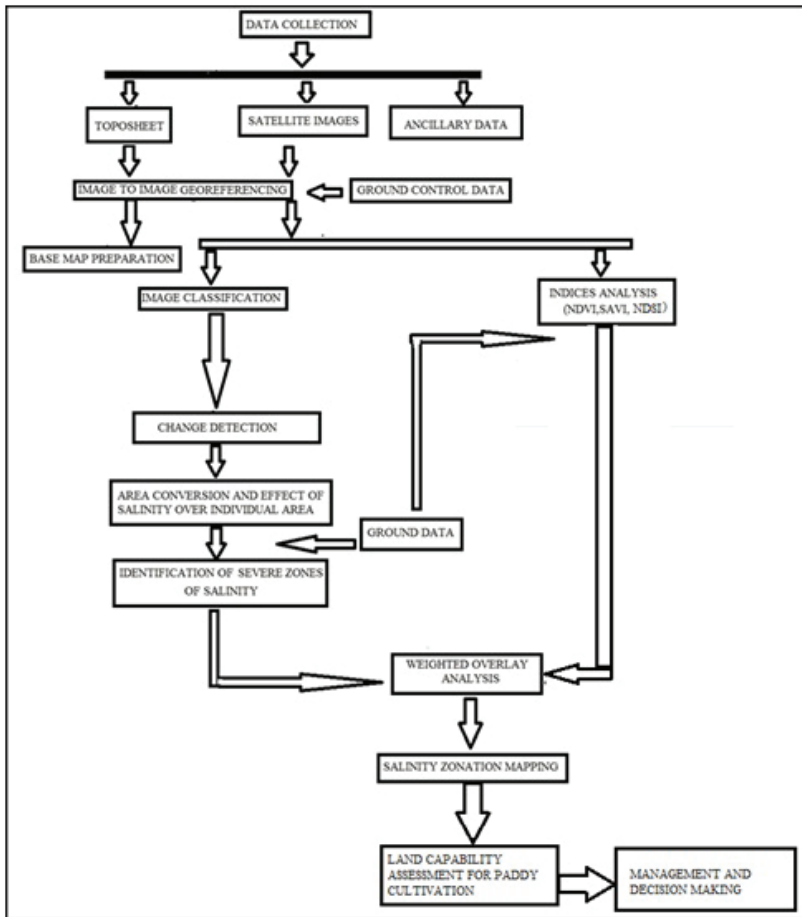 DATA COLLECTION
TOPOSHEET
SATELLITE IMAGES
ANCILLARY DATA
IMAGE TO IMAGE GEOREFERENCING
GROUND CONTROL DATA
BASE MAP PREPARATION
IMAGE CLASSIFICATION
INDICES ANALYSIS
(NDVI,SAVI, NDSI)
CHANGE DETECTION
AREA CONVERSION AND EFFECT OF
SALINITY OVER INDIVIDUAL AREA
GROUND DATA
IDENTIFICATION OF SEVERE ZONES
OF SALINITY
WEIGHTED OVERLAY
ANALYSIS
SALINITY ZONATION MAPPING
LAND CAPABILITY
ASSESSMENT FOR PADDY
CULTIVATION
MANAGEMENT AND
DECISION MAKING